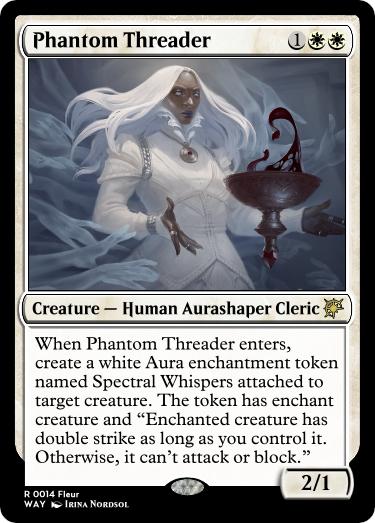 Phantom Threader 1
Creature — Human Aurashaper Cleric
When Phantom Threader enters,
create a white Aura enchantment token
named Spectral Whispers attached to
target creature. The token has enchant
creature and “Enchanted creature has
double strike as long as you control it.
Otherwise, it can’t attack or block.”
2/1
R 0014 Fleur
WAY Irina Nordsol